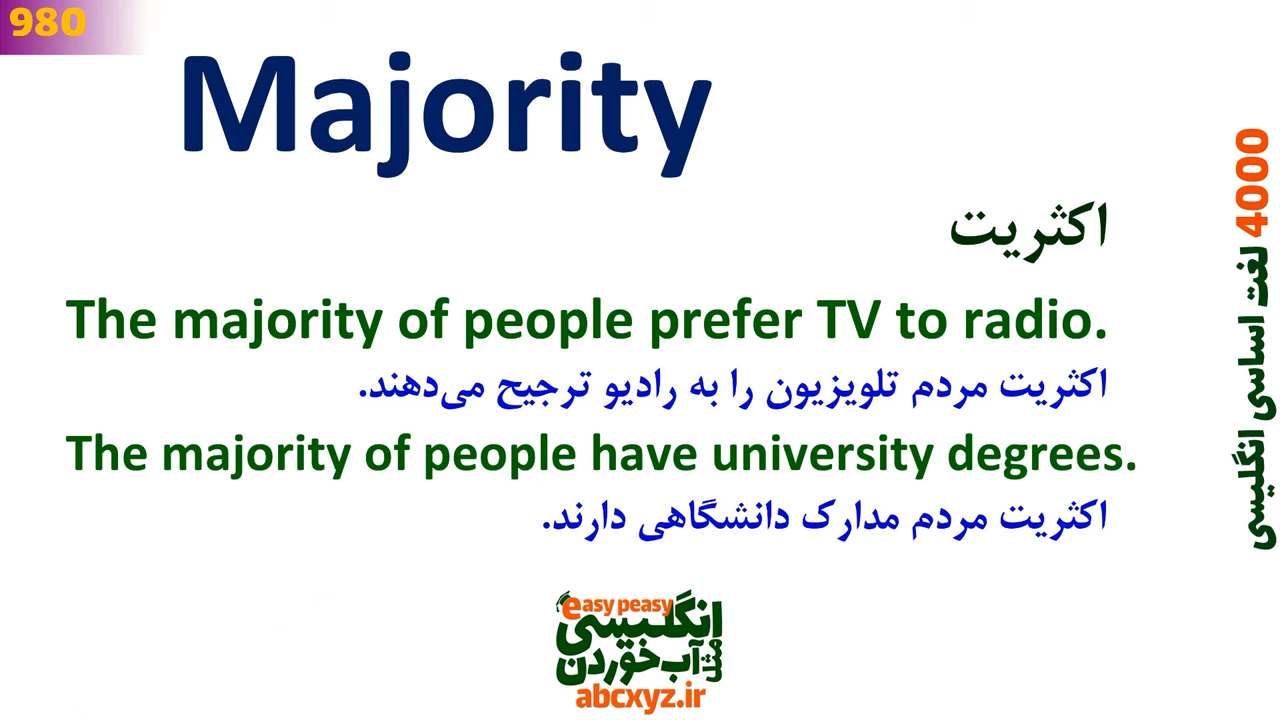 980
Majority
اکثریت
The majority of people prefer TV to radio.
اکثریت مردم تلویزیون را به رادیو ترجیح می‌دهند.
The majority of people have university degrees.
اکثریت مردم مدارک دانشگاهی دارند.
4000 لغت اساسی انگلیسی
easy peasy
انگلیسی
مثل آب خوردن
abcxyz.ir